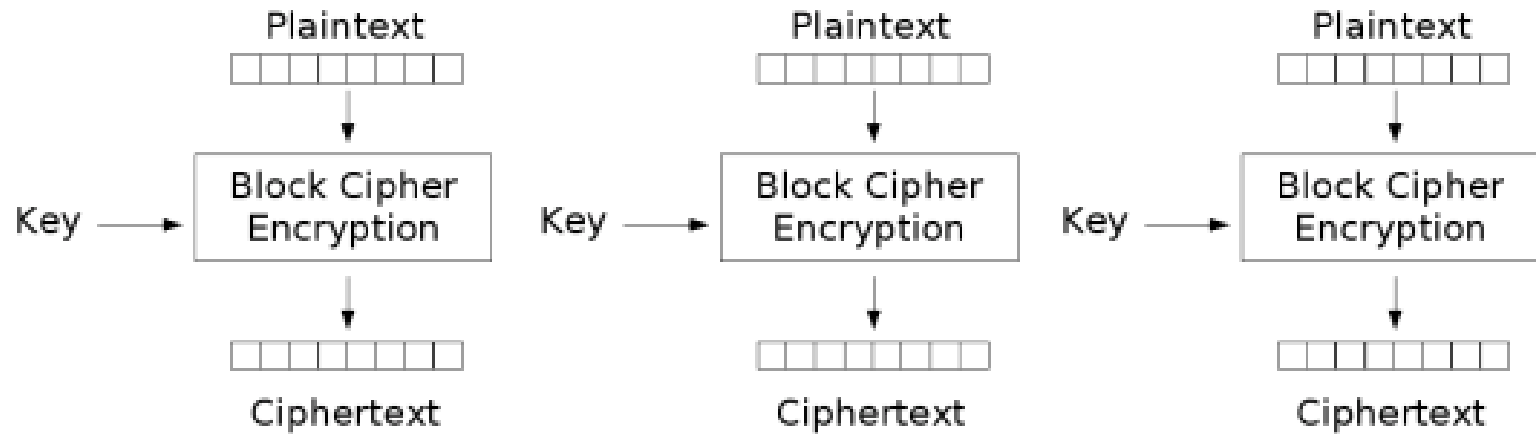 Plaintext Plaintext Plaintext
Block Cipher Block Cipher Block Cipher
Key Key Key
Encryption Encryption Encryption
Ciphertext Ciphertext Ciphertext